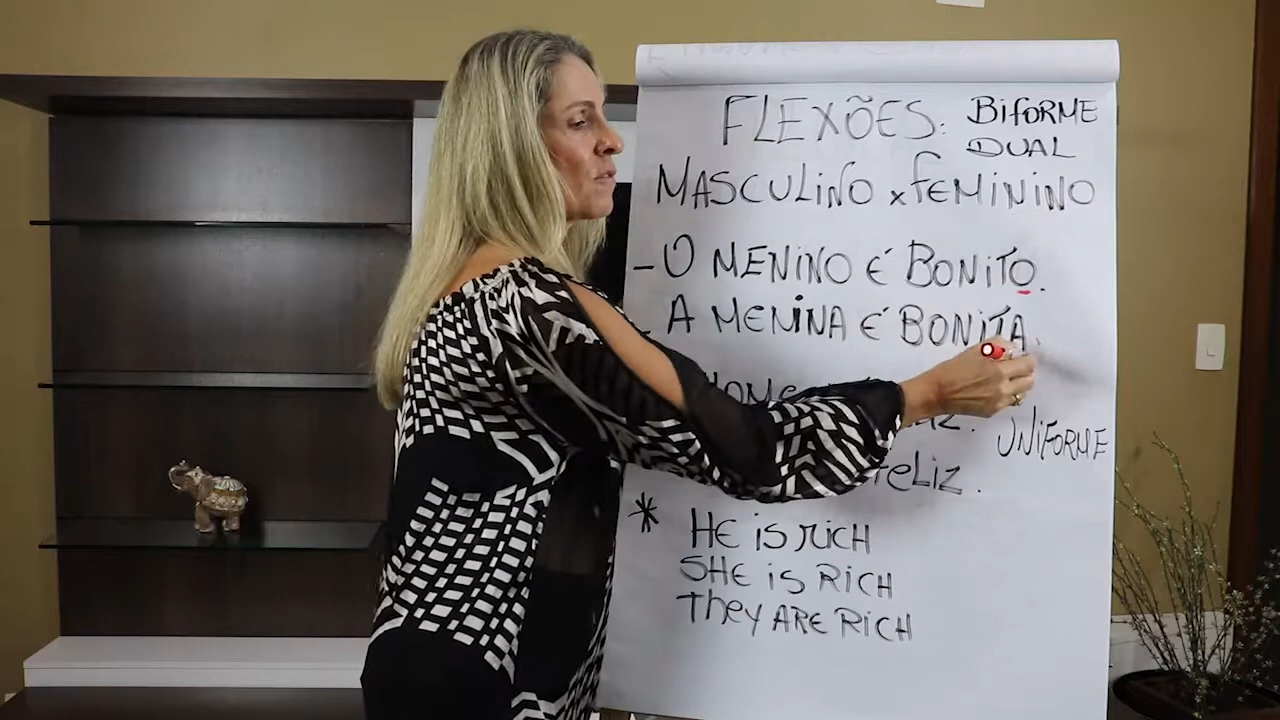 FLEXÕES: BIFORME
DUAL
MASCULINO x FEMININO
- O MENINO É BONITO.
- A MENINA É BONITA.
UNIFORME
FELIZ.
* HE IS RICH
SHE IS RICH
THEY ARE RICH